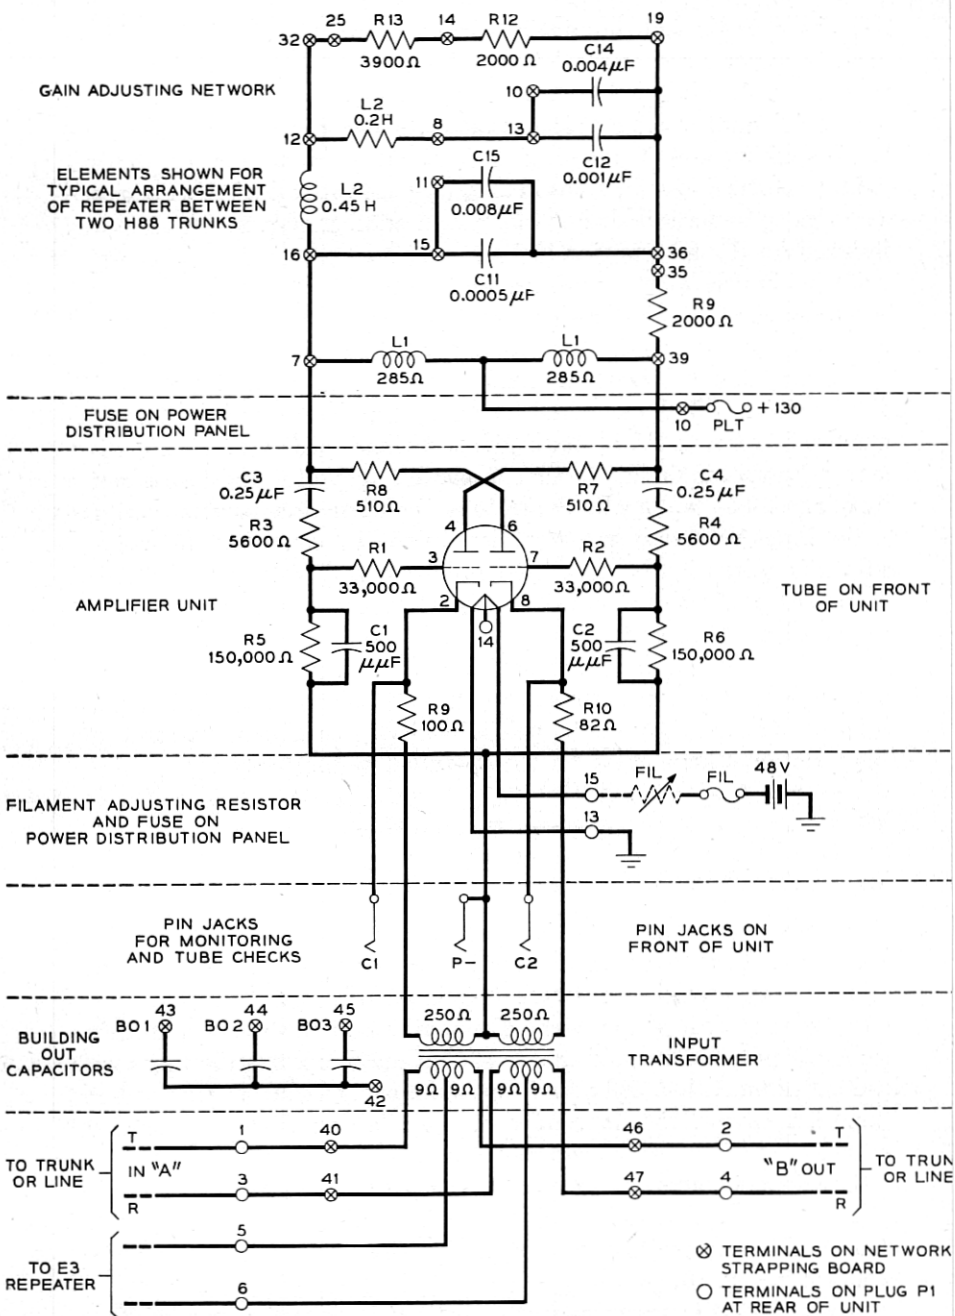 25 R13 14 R12 19
32
3900Ω 2000Ω C14
0.004μF
GAIN ADJUSTING NETWORK
10
L2
0.2H
12 8 13
C12
0.001μF
ELEMENTS SHOWN FOR
TYPICAL ARRANGEMENT
OF REPEATER BETWEEN
TWO H88 TRUNKS
L2
0.45 H
11 C15
0.008μF
16 15 36
C11
0.0005μF
35
R9
2000Ω
7 L1 L1 39
285Ω 285Ω
FUSE ON POWER
DISTRIBUTION PANEL
10 PLT +130
C3
0.25μF
R8
510Ω
R7
510Ω
C4
0.25μF
R3
5600Ω
4 6
R4
5600Ω
R1
33,000Ω
3 7
R2
33,000Ω
AMPLIFIER UNIT
2 8
14
TUBE ON FRONT
OF UNIT
R5
150,000Ω
C1
500
μμF
C2
500
μμF
R6
150,000Ω
R9
100Ω
R10
82Ω
FILAMENT ADJUSTING RESISTOR
AND FUSE ON
POWER DISTRIBUTION PANEL
15 FIL FIL 48V
13
PIN JACKS
FOR MONITORING
AND TUBE CHECKS
C1 P- C2
PIN JACKS ON
FRONT OF UNIT
43 44 45
BO1 BO2 BO3
BUILDING
OUT
CAPACITORS
42
250Ω 250Ω
9Ω 9Ω 9Ω 9Ω
INPUT
TRANSFORMER
TO TRUNK
OR LINE
T 1 40
IN "A"
R 3 41
46 2 T
"B" OUT
47 4 R
TO TRUN
OR LINE
TO E3
REPEATER
5
6
TERMINALS ON NETWORK
STRAPPING BOARD
TERMINALS ON PLUG P1
AT REAR OF UNIT